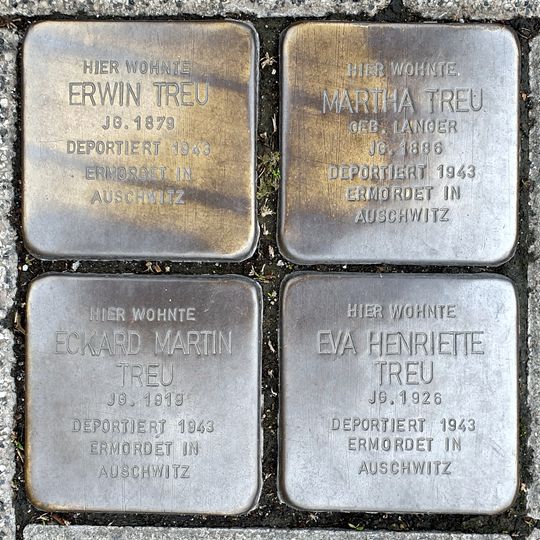 HIER WOHNTE
ERWIN TREU
JG. 1879
DEPORTIERT 1943
ERMORDET IN
AUSCHWITZ
HIER WOHNTE
MARTHA TREU
GEB. LANGER
JG. 1886
DEPORTIERT 1943
ERMORDET IN
AUSCHWITZ
HIER WOHNTE
ECKARD MARTIN
TREU
JG. 1919
DEPORTIERT 1943
ERMORDET IN
AUSCHWITZ
HIER WOHNTE
EVA HENRIETTE
TREU
JG. 1926
DEPORTIERT 1943
ERMORDET IN
AUSCHWITZ